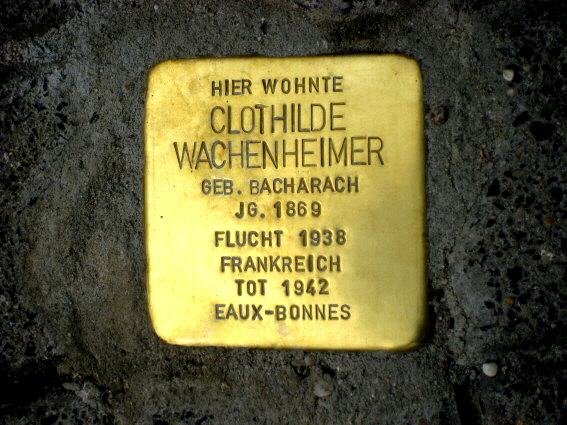 HIER WOHNTE
CLOTHILDE
WACHENHEIMER
GEB. BACHARACH
JG. 1869
FLUCHT 1938
FRANKREICH
TOT 1942
EAUX-BONNES